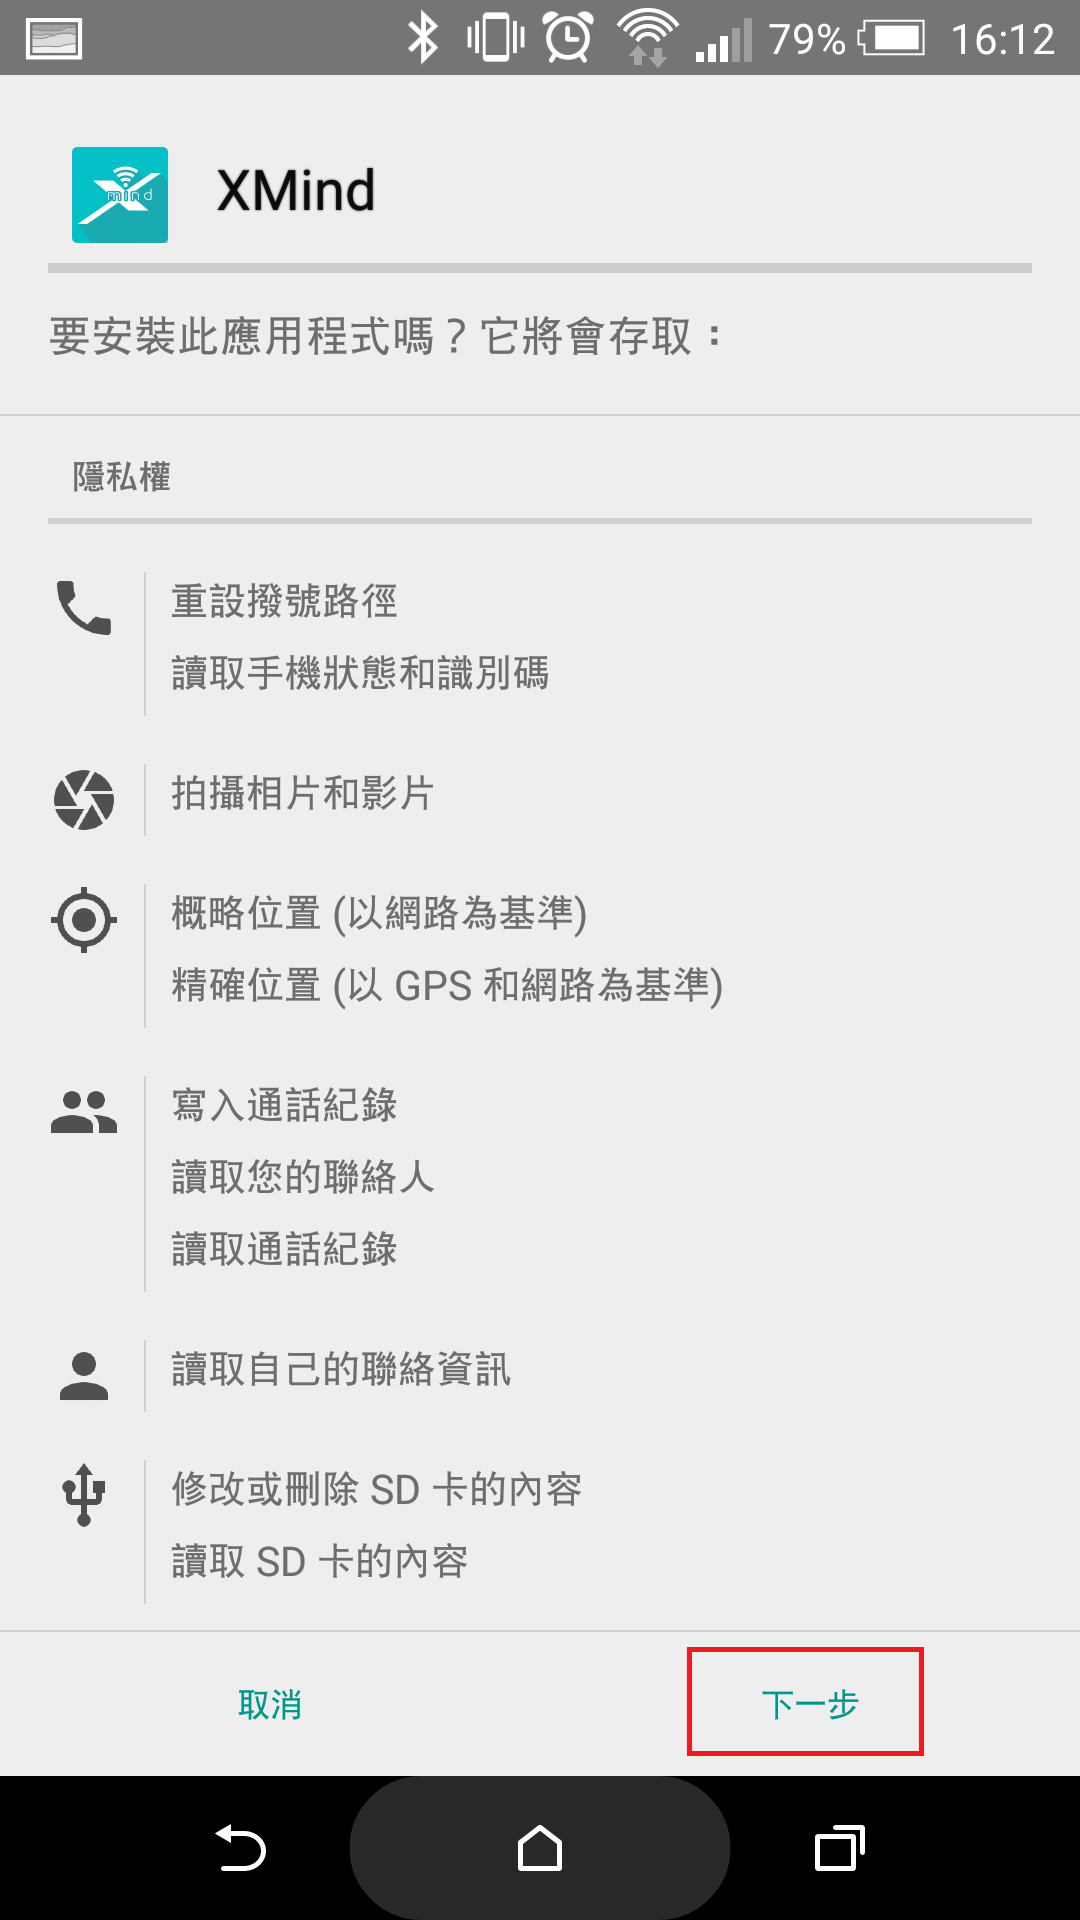 79% 16:12
mind
XMind
要安裝此應用程式嗎？它將會存取：
隱私權
重設撥號路徑
讀取手機狀態和識別碼
拍攝相片和影片
概略位置 (以網路為基準)
精確位置 (以 GPS 和網路為基準)
寫入通話紀錄
讀取您的聯絡人
讀取通話紀錄
讀取自己的聯絡資訊
修改或刪除 SD 卡的內容
讀取 SD 卡的內容
取消 下一步